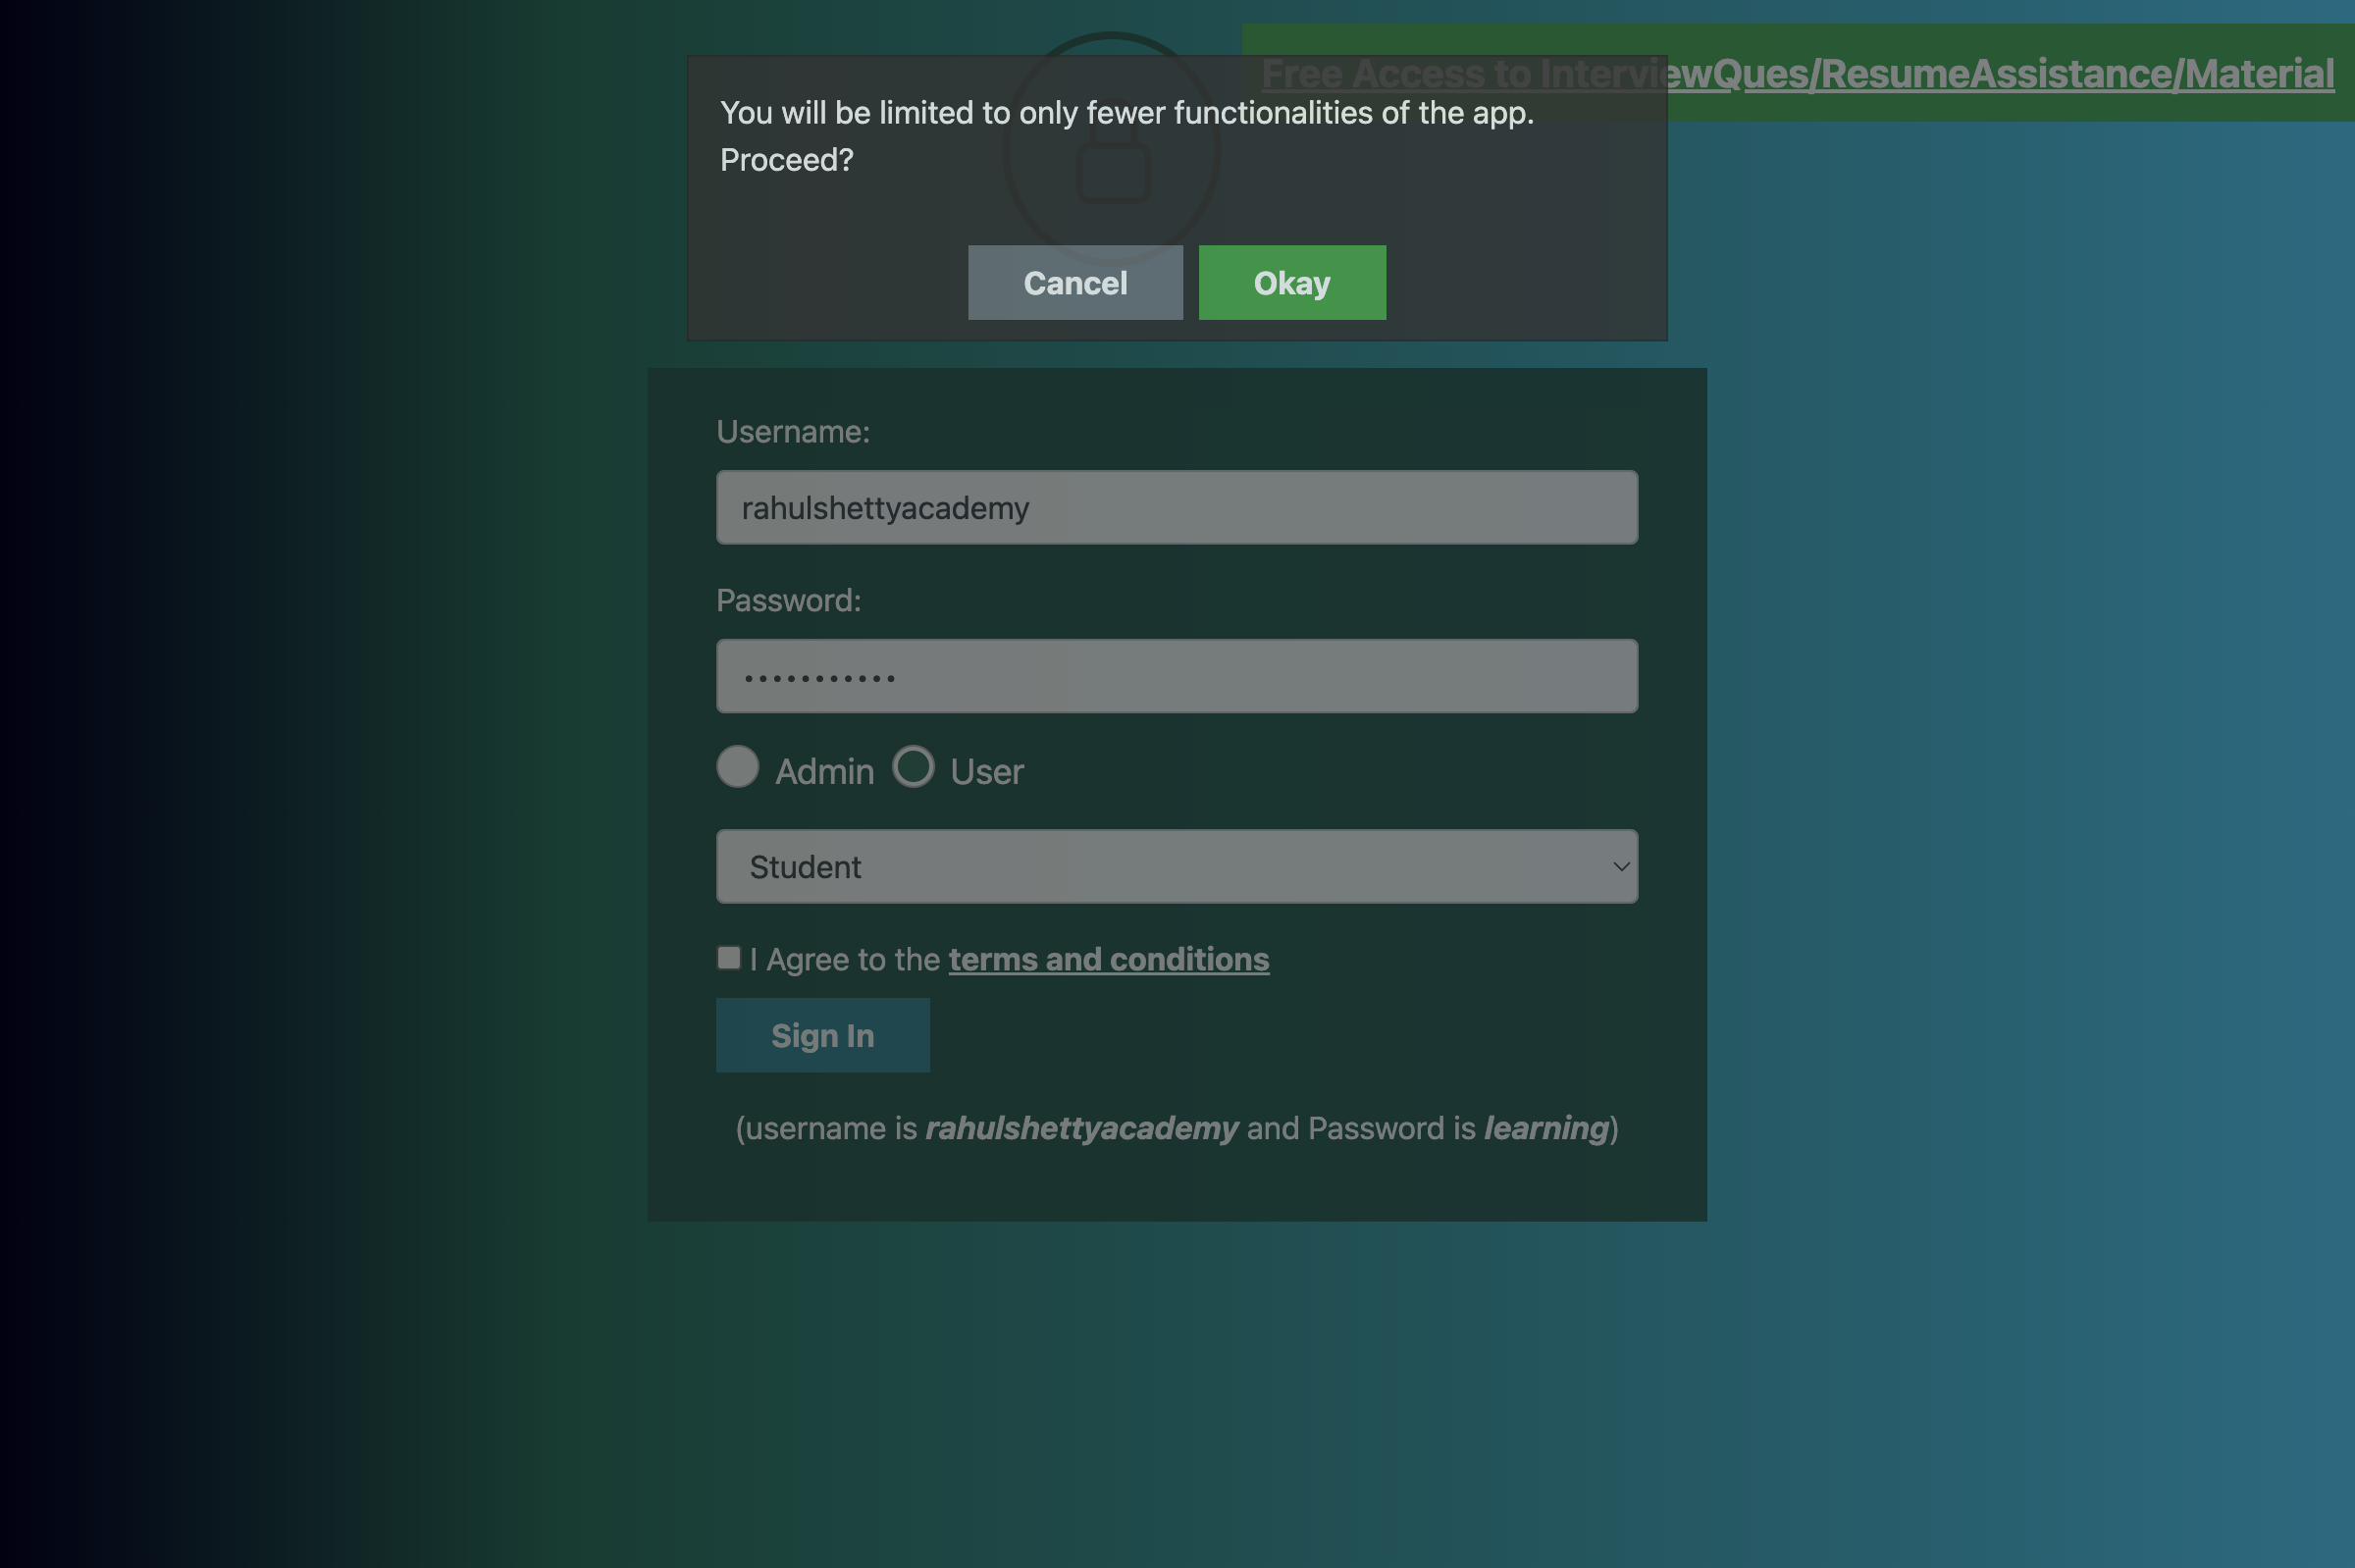 Free Access to InterviewQues/ResumeAssistance/Material
You will be limited to only fewer functionalities of the app.
Proceed?
Cancel Okay
Username:
rahulshettyacademy
Password:
•••••••••••
Admin User
Student
I Agree to the terms and conditions
Sign In
(username is rahulshettyacademy and Password is learning)